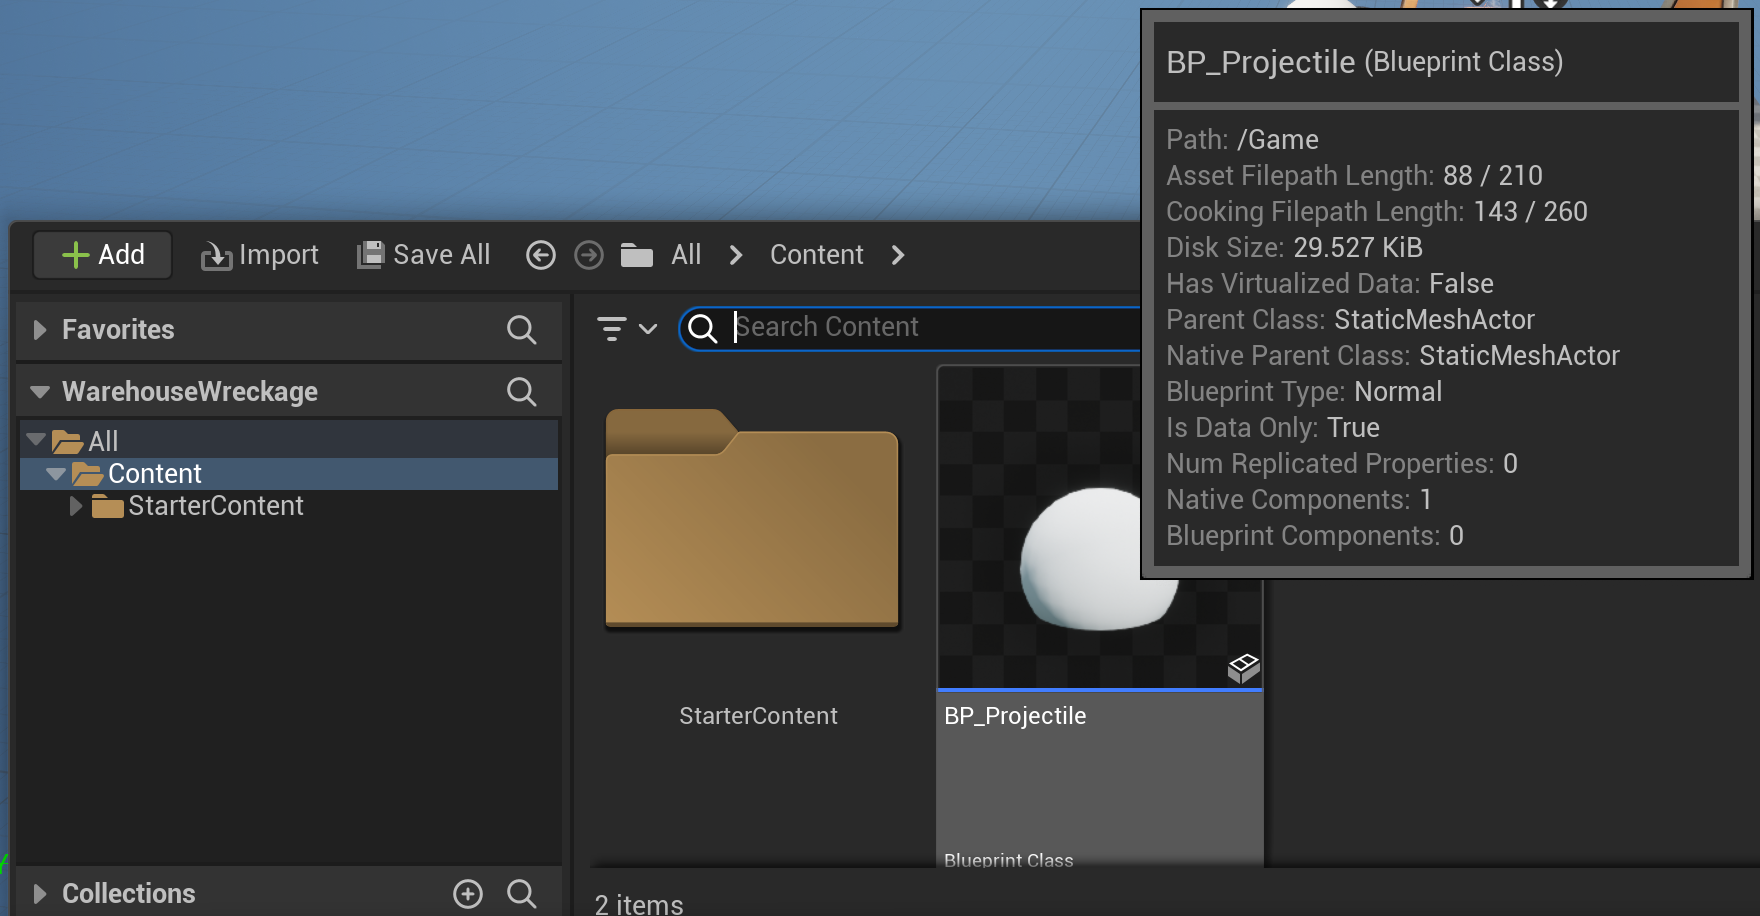 BP_Projectile (Blueprint Class)
Path: /Game
Asset Filepath Length: 88 / 210
Cooking Filepath Length: 143 / 260
Disk Size: 29.527 KiB
Has Virtualized Data: False
Parent Class: StaticMeshActor
Native Parent Class: StaticMeshActor
Blueprint Type: Normal
Is Data Only: True
Num Replicated Properties: 0
Native Components: 1
Blueprint Components: 0
Add Import Save All All Content
Favorites
WarehouseWreckage
All
Content
StarterContent
Collections
Search Content
StarterContent
BP_Projectile
Blueprint Class
2 items